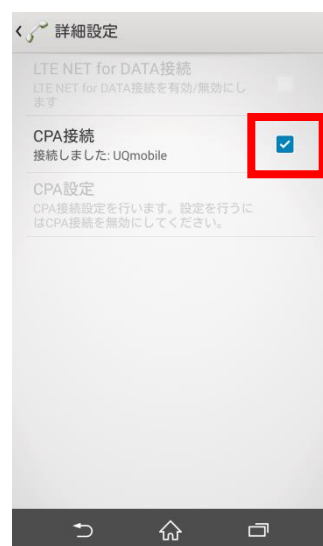 詳細設定
LTE NET for DATA接続
LTE NET for DATA接続を有効/無効にし
ます
CPA接続
接続しました: UQmobile
CPA設定
CPA接続設定を行います。設定を行うに
はCPA接続を無効にしてください。